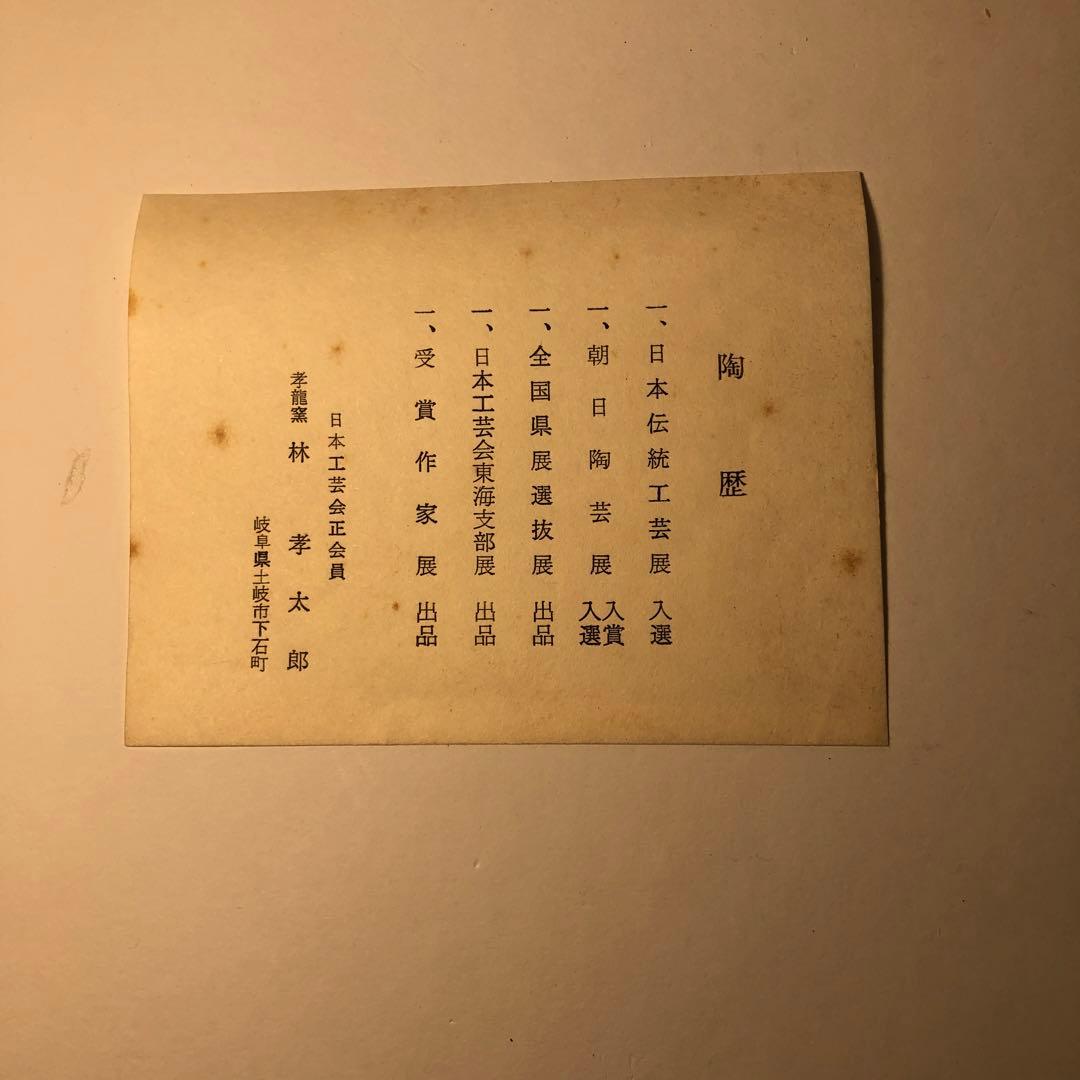 陶歴
一、日本伝統工芸展 入選
一、朝日陶芸展 入賞 入選
一、全国県展選抜展 出品
一、日本工芸会東海支部展 出品
一、受賞作家展 出品
日本工芸会正会員
孝龍窯 林孝太郎
岐阜県土岐市下石町